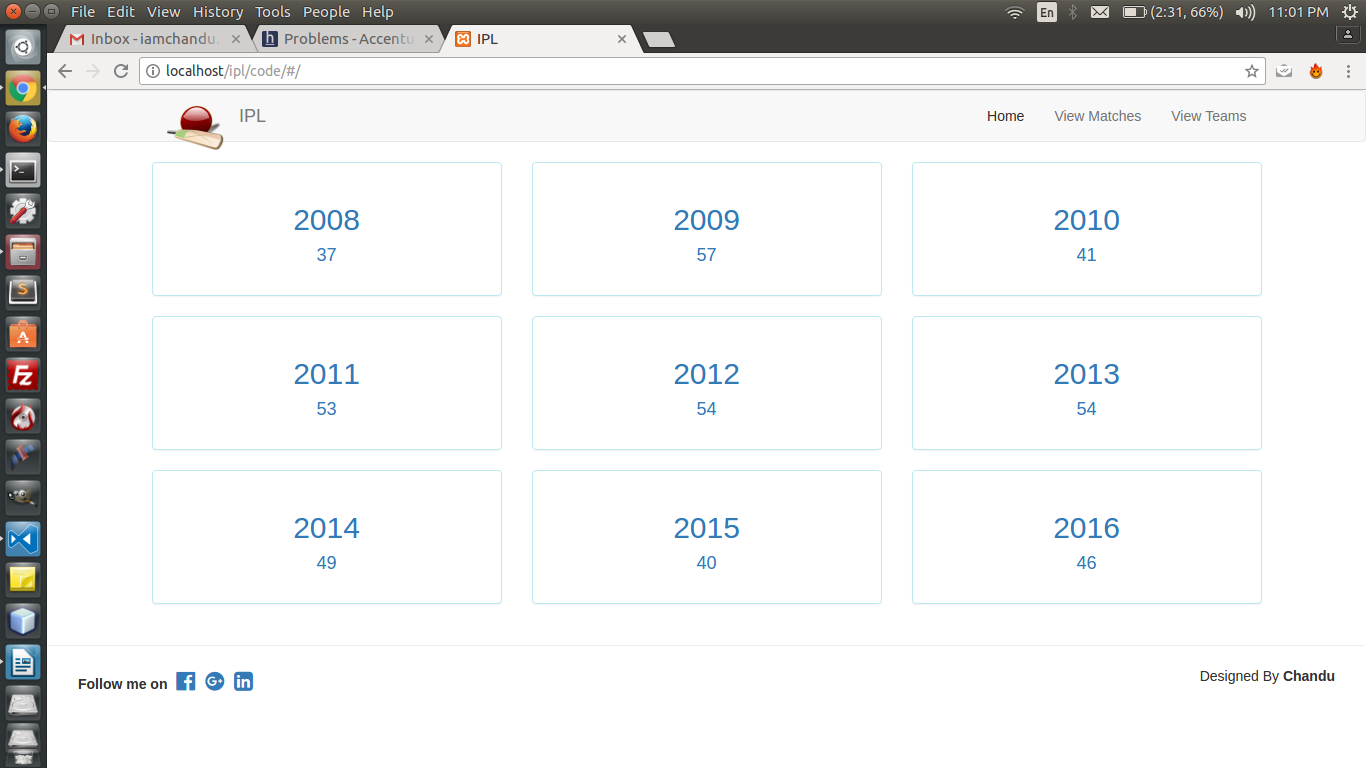 File Edit View History Tools People Help
En (2:31, 66%) 11:01 PM
Inbox - iamchandu. Problems - Accentu IPL
localhost/ipl/code/#/
IPL Home View Matches View Teams
2008 2009 2010
37 57 41
2011 2012 2013
53 54 54
2014 2015 2016
49 40 46
Follow me on
Designed By Chandu